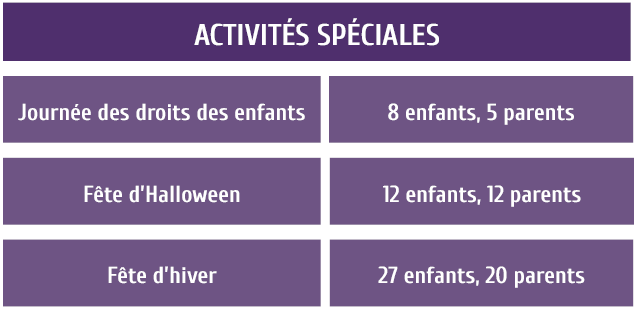 ACTIVITÉS SPÉCIALES
Journée des droits des enfants
8 enfants, 5 parents
Fête d'Halloween
12 enfants, 12 parents
Fête d'hiver
27 enfants, 20 parents